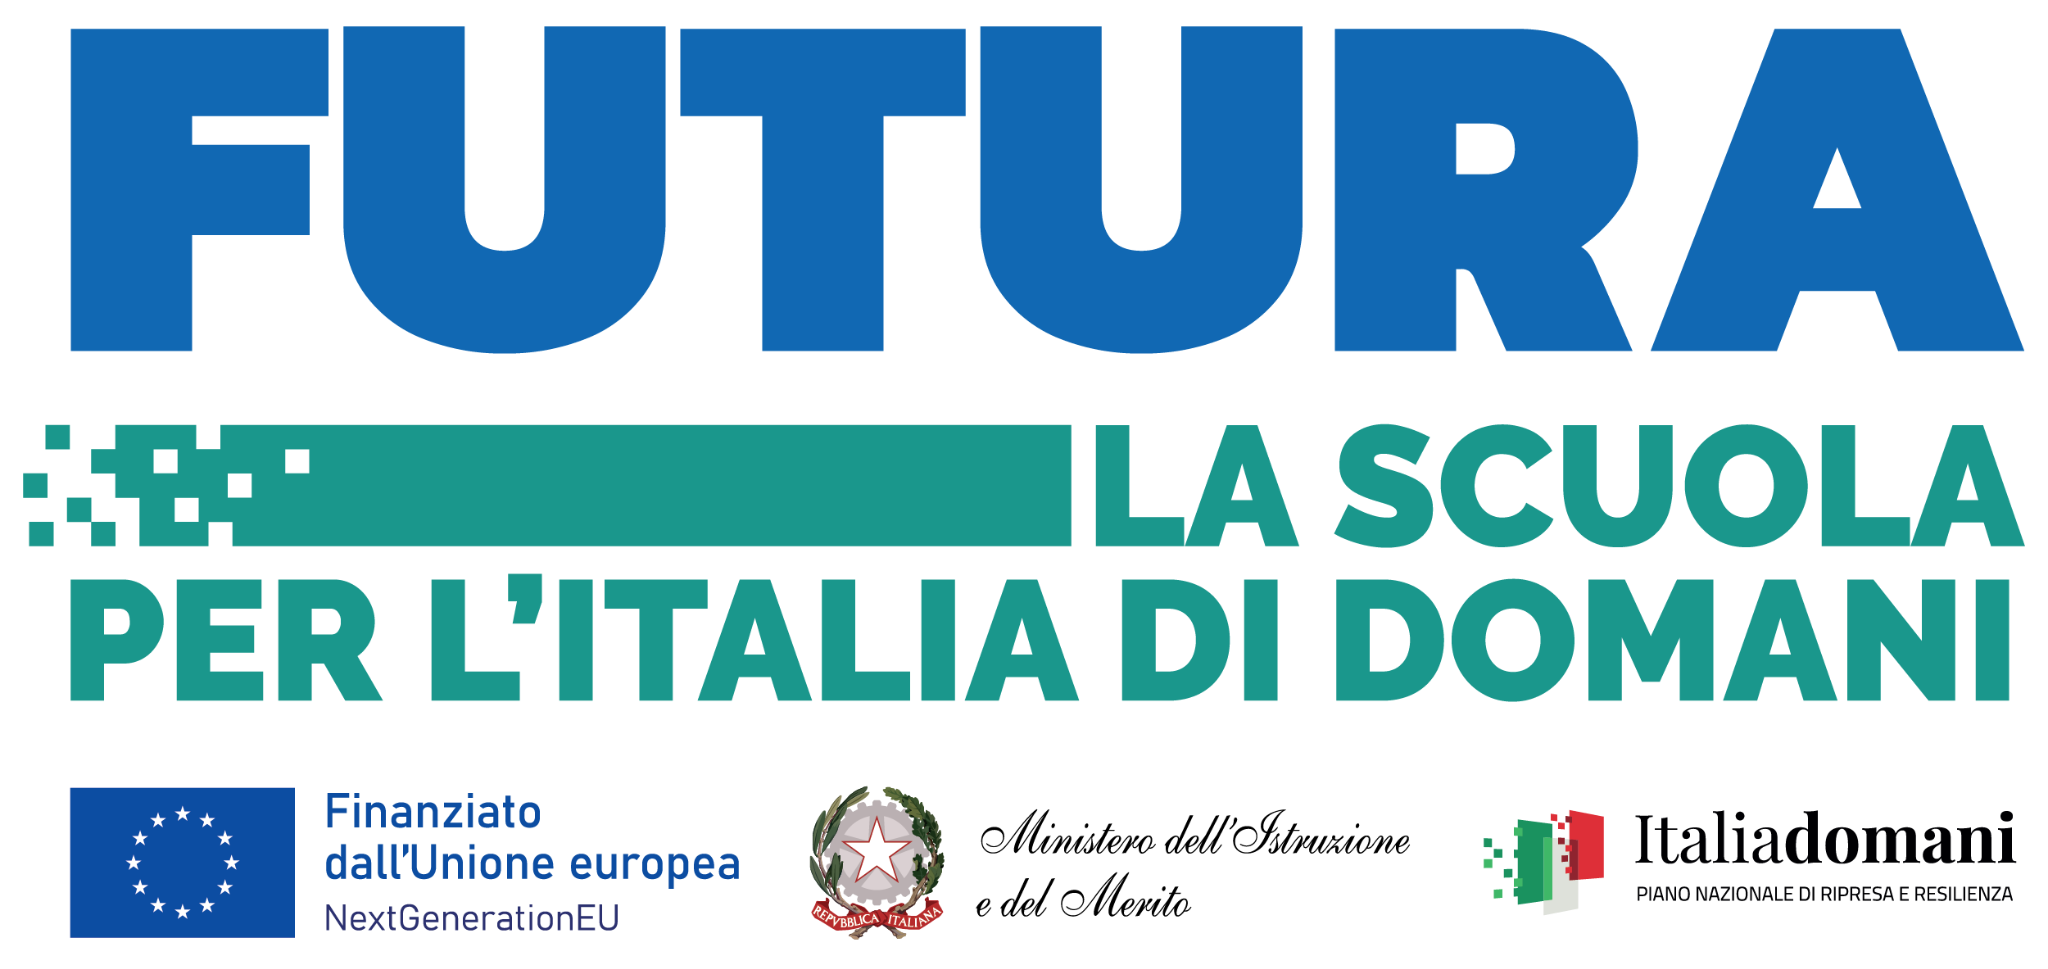 FUTURA
LA SCUOLA
PER L’ITALIA DI DOMANI
Finanziato
dall’Unione europea
NextGenerationEU
REPVBBLICA ITALIANA
Ministero dell’Istruzione
e del Merito
Italiadomani
PIANO NAZIONALE DI RIPRESA E RESILIENZA